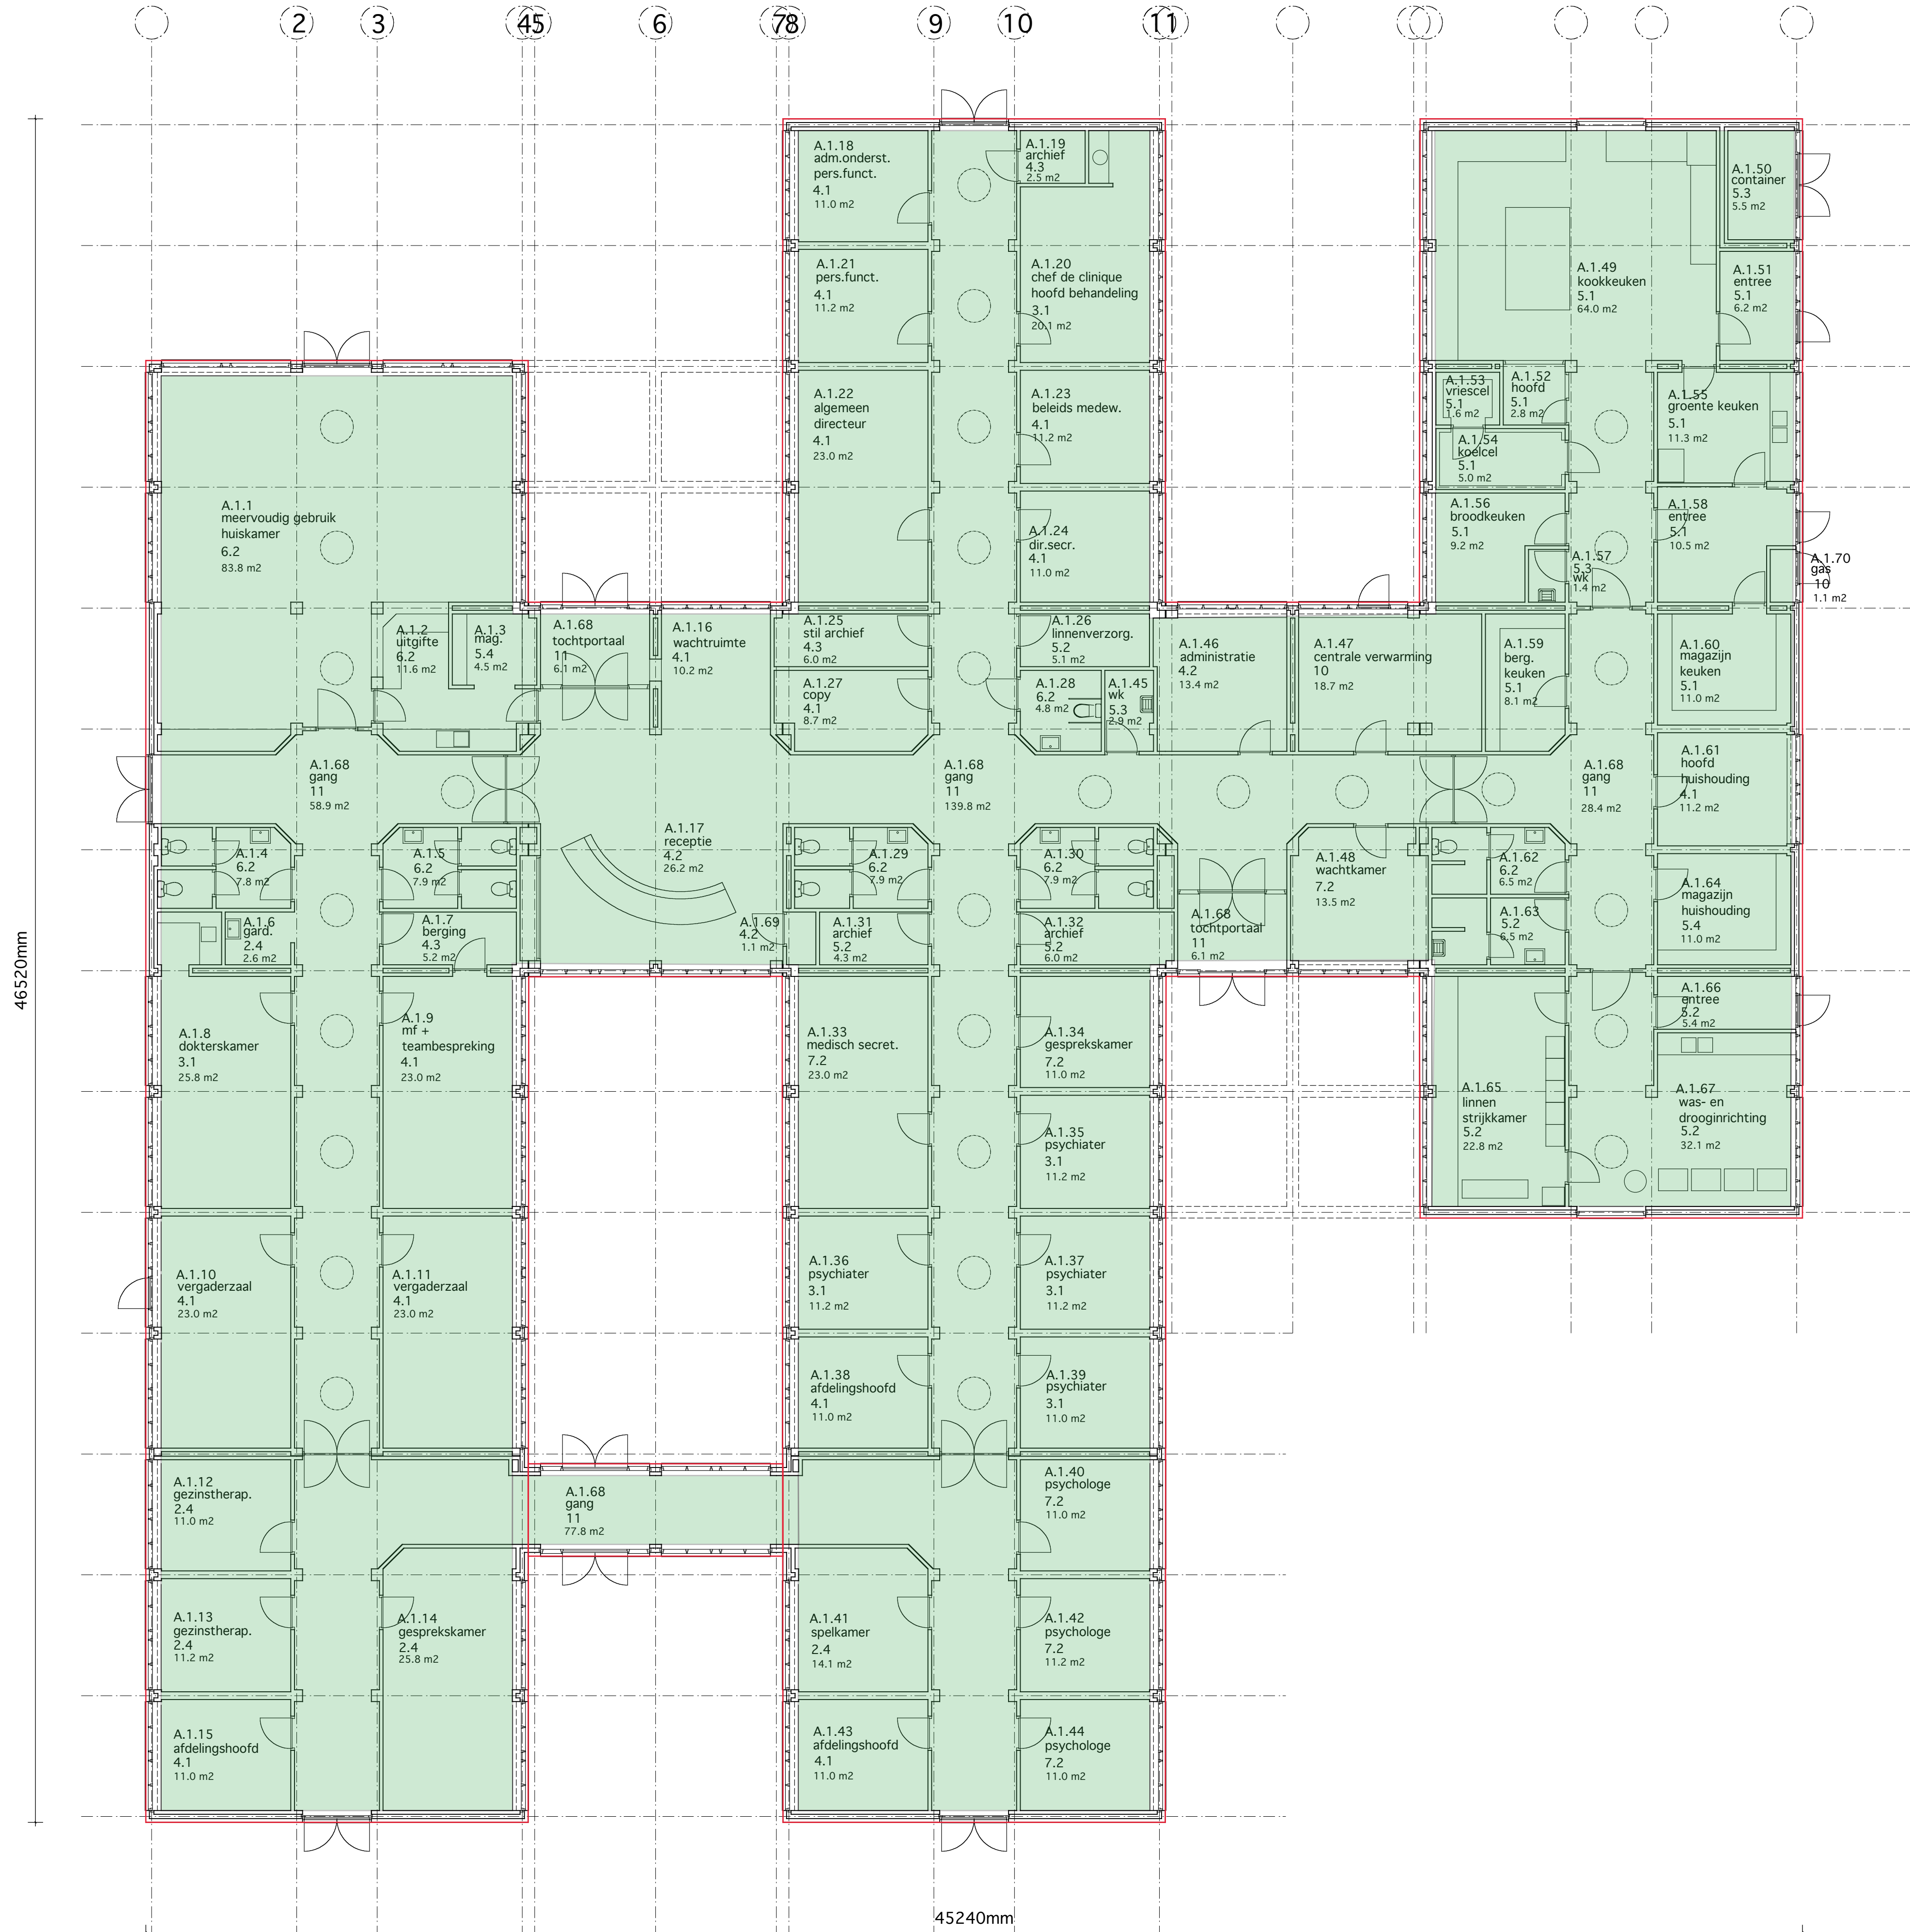 2
3
4
5
6
7
8
9
10
11
A.1.18
adm.onderst.
pers.funct.
4.1
11.0 m2
A.1.19
archief
4.3
2.5 m2
A.1.21
pers.funct.
4.1
11.2 m2
A.1.20
chef de clinique
hoofd behandeling
3.1
20.1 m2
A.1.22
algemeen
directeur
4.1
23.0 m2
A.1.23
beleids medew.
4.1
11.2 m2
A.1.24
dir.secr.
4.1
11.0 m2
A.1.49
kookkeuken
5.1
64.0 m2
A.1.50
container
5.3
5.5 m2
A.1.51
entree
5.1
6.2 m2
A.1.53
vriescel
5.1
1.6 m2
A.1.52
hoofd
5.1
2.8 m2
A.1.54
koelcel
5.1
5.0 m2
A.1.55
groente keuken
5.1
11.3 m2
A.1.56
broodkeuken
5.1
9.2 m2
A.1.57
5.3
wk
1.4 m2
A.1.58
entree
5.1
10.5 m2
A.1.70
gas
10
1.1 m2
A.1.1
meervoudig gebruik
huiskamer
6.2
83.8 m2
A.1.2
uitgifte
6.2
11.6 m2
A.1.3
mag.
5.4
4.5 m2
A.1.68
tochtportaal
11
6.1 m2
A.1.16
wachtruimte
4.1
10.2 m2
A.1.25
stil archief
4.3
6.0 m2
A.1.27
copy
4.1
8.7 m2
A.1.26
linnenverzorg.
5.2
5.1 m2
A.1.28
6.2
4.8 m2
A.1.45
wk
5.3
2.9 m2
A.1.46
administratie
4.2
13.4 m2
A.1.47
centrale verwarming
10
18.7 m2
A.1.59
berg.
keuken
5.1
8.1 m2
A.1.60
magazijn
keuken
5.1
11.0 m2
A.1.68
gang
11
58.9 m2
A.1.68
gang
11
139.8 m2
A.1.68
gang
11
28.4 m2
A.1.61
hoofd
huishouding
4.1
11.2 m2
A.1.4
6.2
7.8 m2
A.1.5
6.2
7.9 m2
A.1.17
receptie
4.2
26.2 m2
A.1.29
6.2
7.9 m2
A.1.30
6.2
7.9 m2
A.1.48
wachtkamer
7.2
13.5 m2
A.1.62
6.2
6.5 m2
A.1.63
5.2
6.5 m2
A.1.64
magazijn
huishouding
5.4
11.0 m2
A.1.6
gard.
2.4
2.6 m2
A.1.7
berging
4.3
5.2 m2
A.1.69
4.2
1.1 m2
A.1.31
archief
5.2
4.3 m2
A.1.32
archief
5.2
6.0 m2
A.1.68
tochtportaal
11
6.1 m2
A.1.66
entree
5.2
5.4 m2
A.1.8
dokterskamer
3.1
25.8 m2
A.1.9
mf +
teambespreking
4.1
23.0 m2
A.1.33
medisch secret.
7.2
23.0 m2
A.1.34
gesprekskamer
7.2
11.0 m2
A.1.35
psychiater
3.1
11.2 m2
A.1.65
linnen
strijkkamer
5.2
22.8 m2
A.1.67
was- en
drooginrichting
5.2
32.1 m2
A.1.10
vergaderzaal
4.1
23.0 m2
A.1.11
vergaderzaal
4.1
23.0 m2
A.1.36
psychiater
3.1
11.2 m2
A.1.37
psychiater
3.1
11.2 m2
A.1.38
afdelingshoofd
4.1
11.0 m2
A.1.39
psychiater
3.1
11.0 m2
A.1.12
gezinstherap.
2.4
11.0 m2
A.1.68
gang
11
77.8 m2
A.1.40
psychologe
7.2
11.0 m2
A.1.13
gezinstherap.
2.4
11.2 m2
A.1.14
gesprekskamer
2.4
25.8 m2
A.1.41
spelkamer
2.4
14.1 m2
A.1.42
psychologe
7.2
11.2 m2
A.1.15
afdelingshoofd
4.1
11.0 m2
A.1.43
afdelingshoofd
4.1
11.0 m2
A.1.44
psychologe
7.2
11.0 m2
46520mm
45240mm